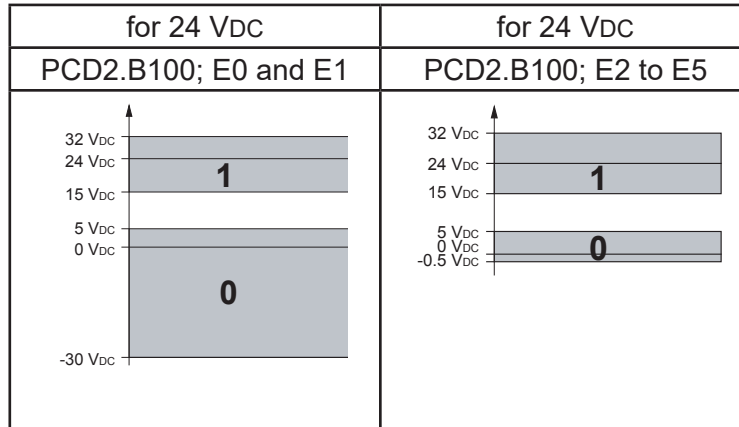 for 24 VDC
for 24 VDC
PCD2.B100; E0 and E1
PCD2.B100; E2 to E5
32 VDC
24 VDC
1
15 VDC
5 VDC
0 VDC
0
-30 VDC
32 VDC
24 VDC
1
15 VDC
5 VDC
0 VDC
0
-0.5 VDC